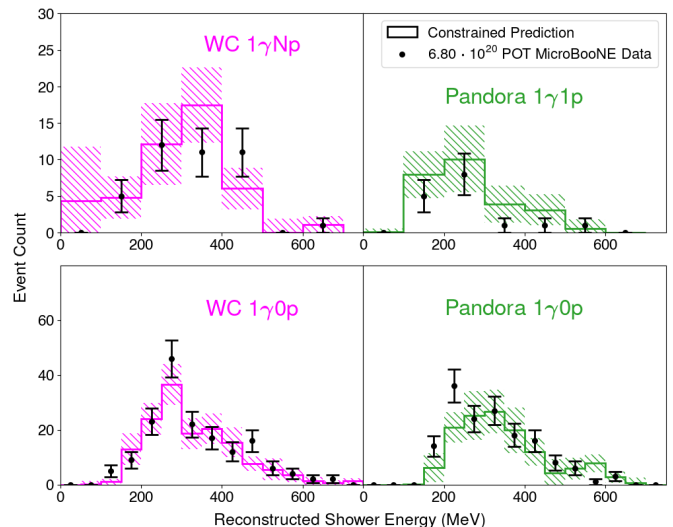 30
25
20
15
10
5
0
WC 1γNp
Constrained Prediction
6.80 · 10²⁰ POT MicroBooNE Data
Pandora 1γ1p
0 200 400 600 0 200 400 600
Event Count
60
40
20
0
WC 1γ0p
Pandora 1γ0p
0 200 400 600 0 200 400 600
Reconstructed Shower Energy (MeV)